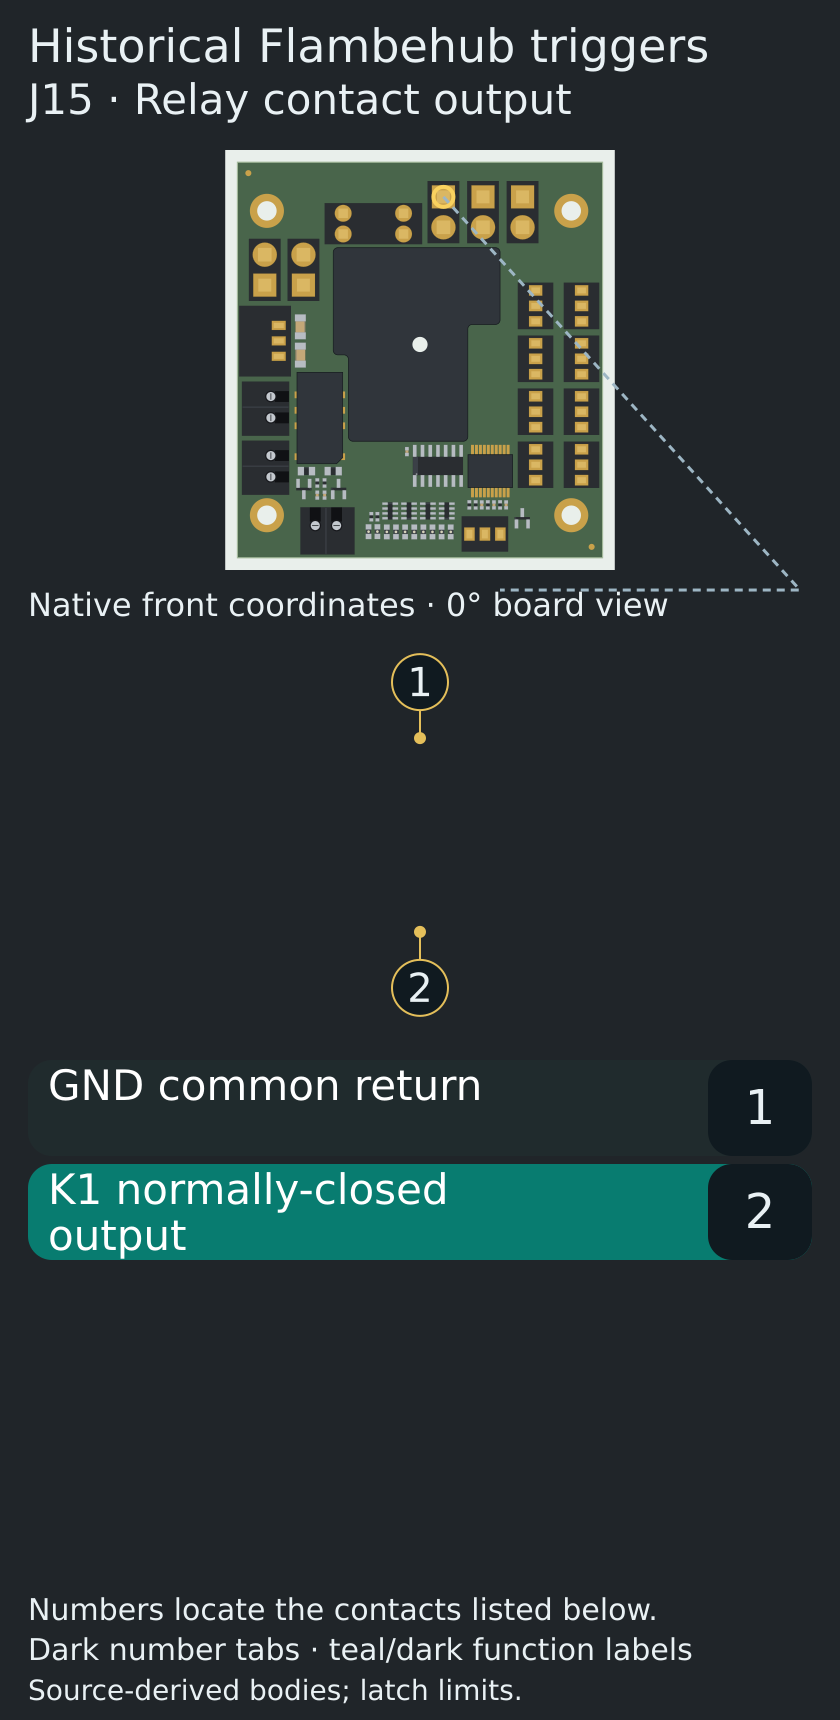 Historical Flambehub triggers
J15 · Relay contact output
Native front coordinates · 0° board view
1
2
GND common return
1
K1 normally-closed
output
2
Numbers locate the contacts listed below.
Dark number tabs · teal/dark function labels
Source-derived bodies; latch limits.